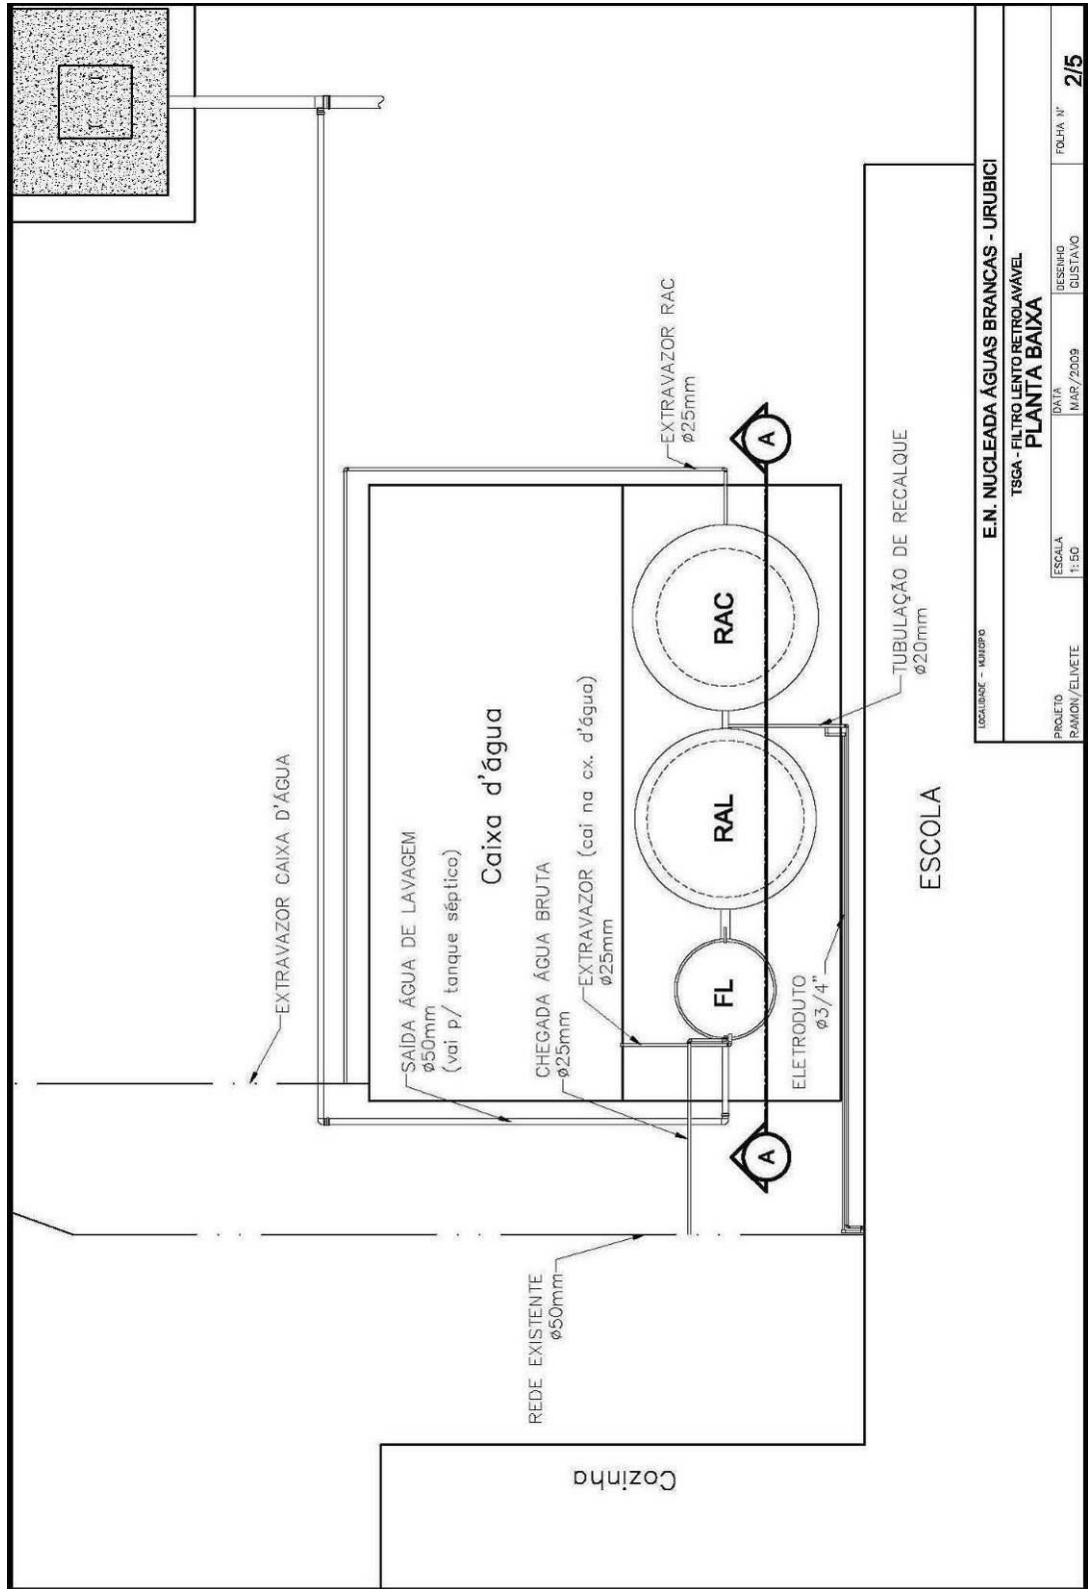 EXTRAVAZOR CAIXA D'ÁGUA
SAÍDA ÁGUA DE LAVAGEM
ø50mm
(vai p/ tanque séptico)
Caixa d'água
CHEGADA ÁGUA BRUTA
ø25mm
EXTRAVAZOR (cai na cx. d'água)
ø25mm
EXTRAVAZOR RAC
ø25mm
REDE EXISTENTE
ø50mm
FL
RAL
RAC
A
A
ELETRODUTO
ø3/4"
TUBULAÇÃO DE RECALQUE
ø20mm
Cozinha
ESCOLA
LOCALIDADE - MUNICÍPIO
E.N. NUCLEADA ÁGUAS BRANCAS - URUBICI
TSGA - FILTRO LENTO RETROLAVÁVEL
PLANTA BAIXA
PROJETO
RAMON/ELIVETE
ESCALA
1:50
DATA
MAR/2009
DESENHO
GUSTAVO
FOLHA Nº
2/5